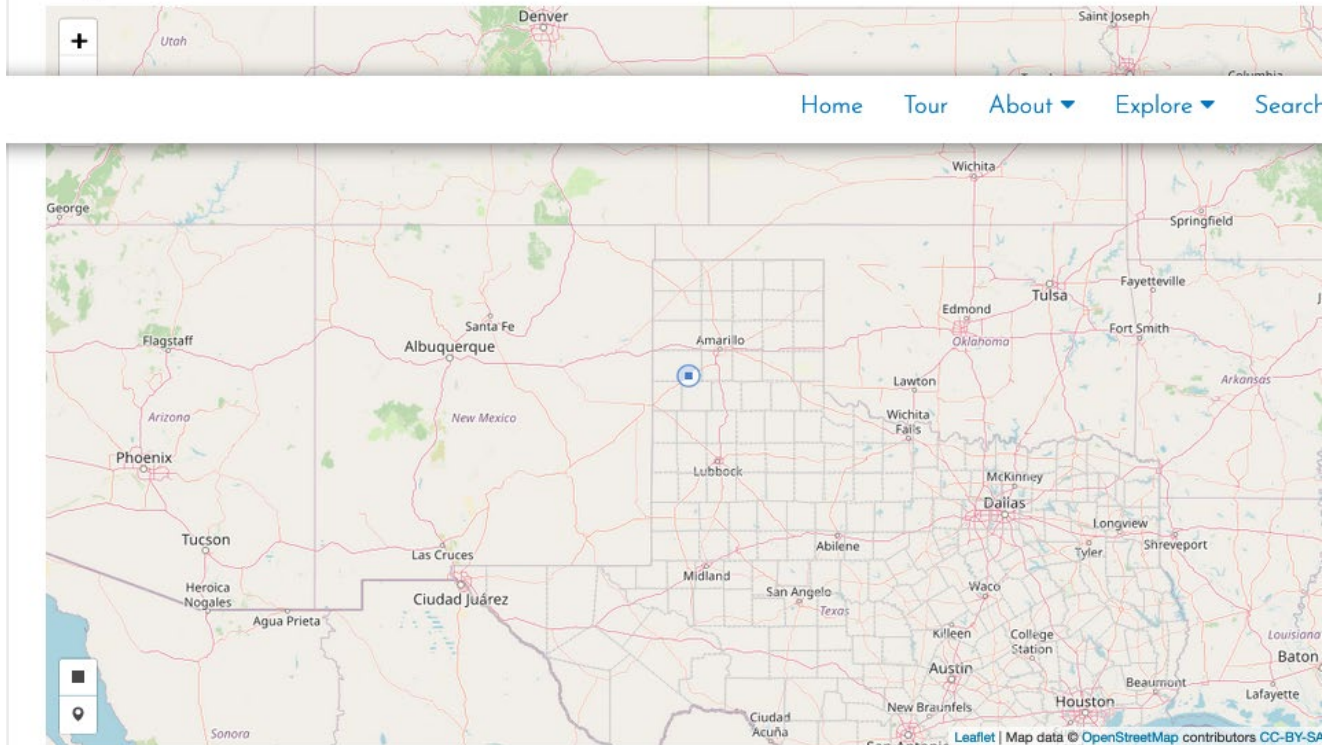 Denver
Saint Joseph
+
Utah
Home Tour About Explore Search
Wichita
George
Springfield
Fayetteville
Tulsa
Edmond
Santa Fe
Fort Smith
Flagstaff
Amarillo
Albuquerque
Oklahoma
Lawton
Arkansas
Arizona
New Mexico
Wichita
Falls
Phoenix
Lubbock
McKinney
Dallas
Longview
Tucson
Abilene
Shreveport
Las Cruces
Tyler
Midland
Heroica
Nogales
San Angelo
Waco
Ciudad Juárez
Texas
Agua Prieta
Killeen
College
Station
Louisiana
Baton
Austin
Beaumont
Lafayette
New Braunfels
Houston
Ciudad
Acuña
Sonora
Leaflet | Map data © OpenStreetMap contributors CC-BY-SA